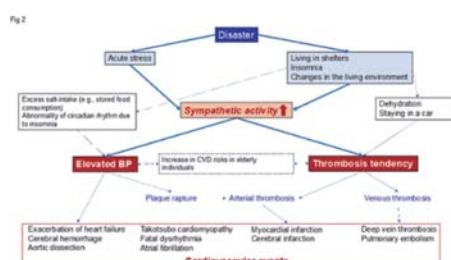 Fig 2
Disaster
Acute stress
Living in shelters
Insomnia
Changes in the living environment
Excess salt-intake (e.g., stored food
consumption)
Abnormality of circadian rhythm due
to insomnia
Sympathetic activity
Dehydration
Staying in a car
Elevated BP
Increase in CVD risks in elderly
individuals
Thrombosis tendency
Plaque rapture
Arterial thrombosis
Venous thrombosis
Exacerbation of heart failure
Cerebral hemorrhage
Aortic dissection
Takotsubo cardiomyopathy
Fatal dysrhythmia
Atrial fibrillation
Myocardial infarction
Cerebral infarction
Deep vein thrombosis
Pulmonary embolism
Cardiovascular events